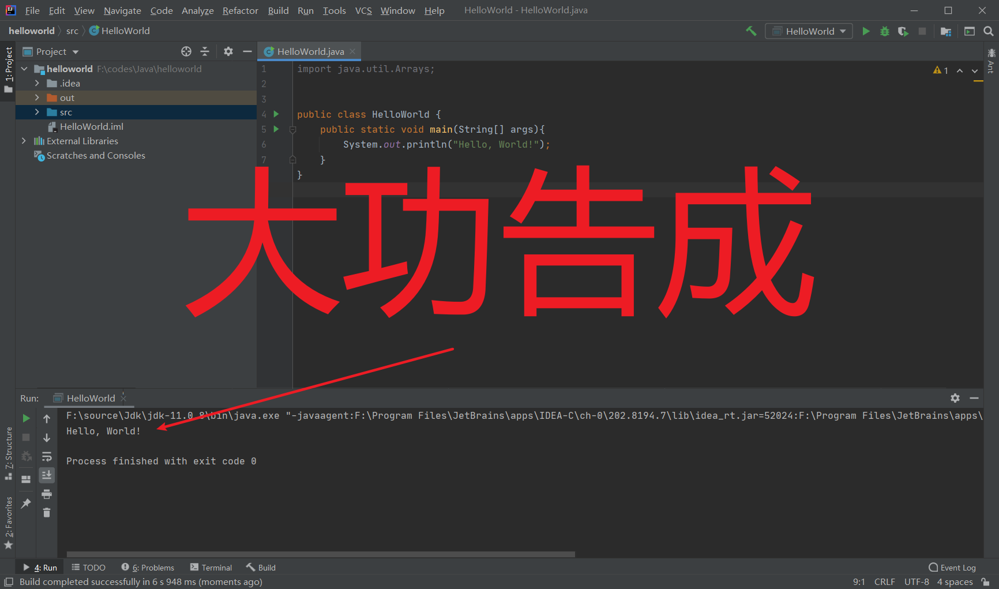 File Edit View Navigate Code Analyze Refactor Build Run Tools VCS Window Help HelloWorld - HelloWorld.java
helloworld src HelloWorld
HelloWorld
1: Project
Project
HelloWorld.java
Ant
helloworld F:\codes\Java\helloworld
.idea
out
src
HelloWorld.iml
External Libraries
Scratches and Consoles
1 import java.util.Arrays;
1
2
3
4 public class HelloWorld {
5 public static void main(String[] args){
6 System.out.println("Hello, World!");
7 }
}
大功告成
Run: HelloWorld
F:\source\Jdk\jdk-11.0.8\bin\java.exe "-javaagent:F:\Program Files\JetBrains\apps\IDEA-C\ch-0\202.8194.7\lib\idea_rt.jar=52024:F:\Program Files\JetBrains\apps\
Hello, World!
Process finished with exit code 0
7: Structure
2: Favorites
4: Run TODO 6: Problems Terminal Build Event Log
Build completed successfully in 6 s 948 ms (moments ago) 9:1 CRLF UTF-8 4 spaces